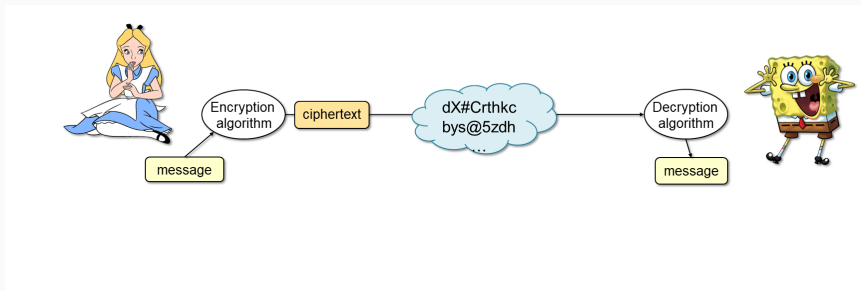 Encryption
algorithm
ciphertext
dX#Crthkc
bys@5zdh
...
Decryption
algorithm
message
message